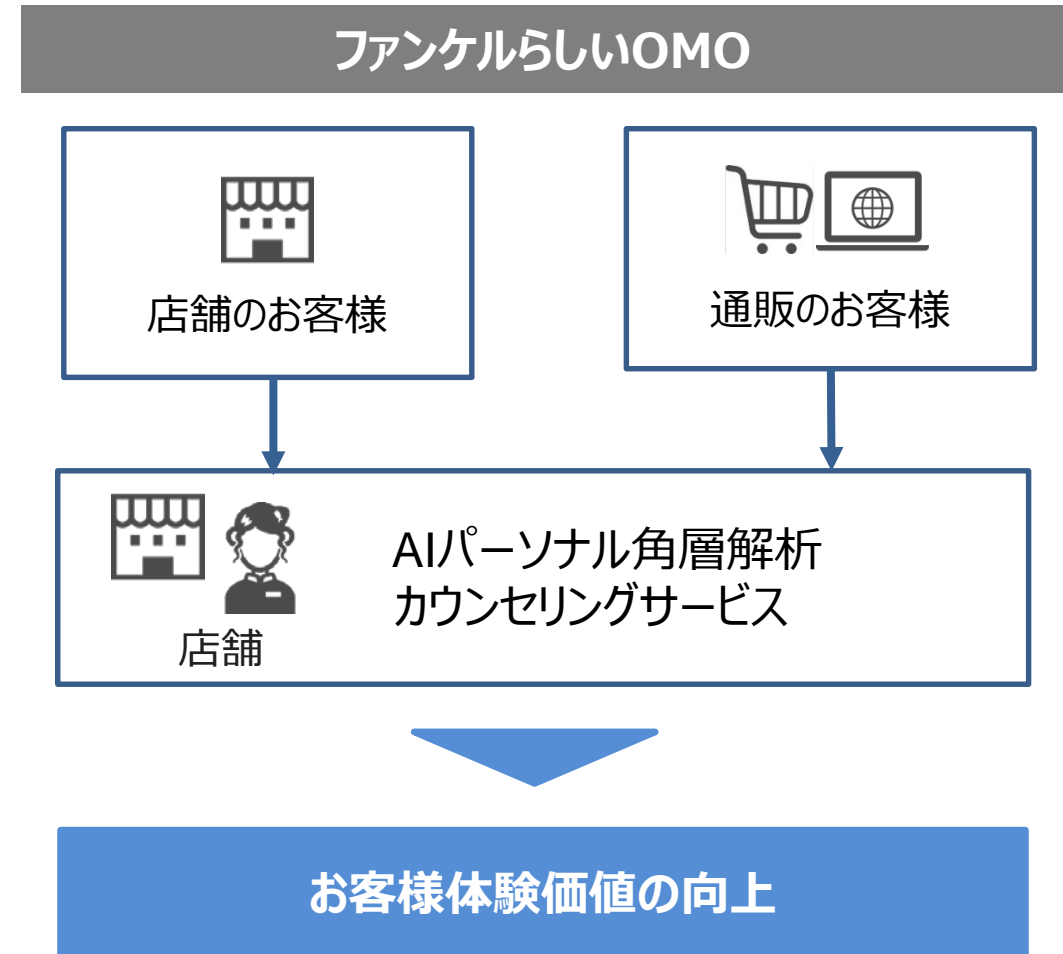 ファンケルらしいOMO
店舗のお客様
通販のお客様
AIパーソナル角層解析
カウンセリングサービス
店舗
お客様体験価値の向上